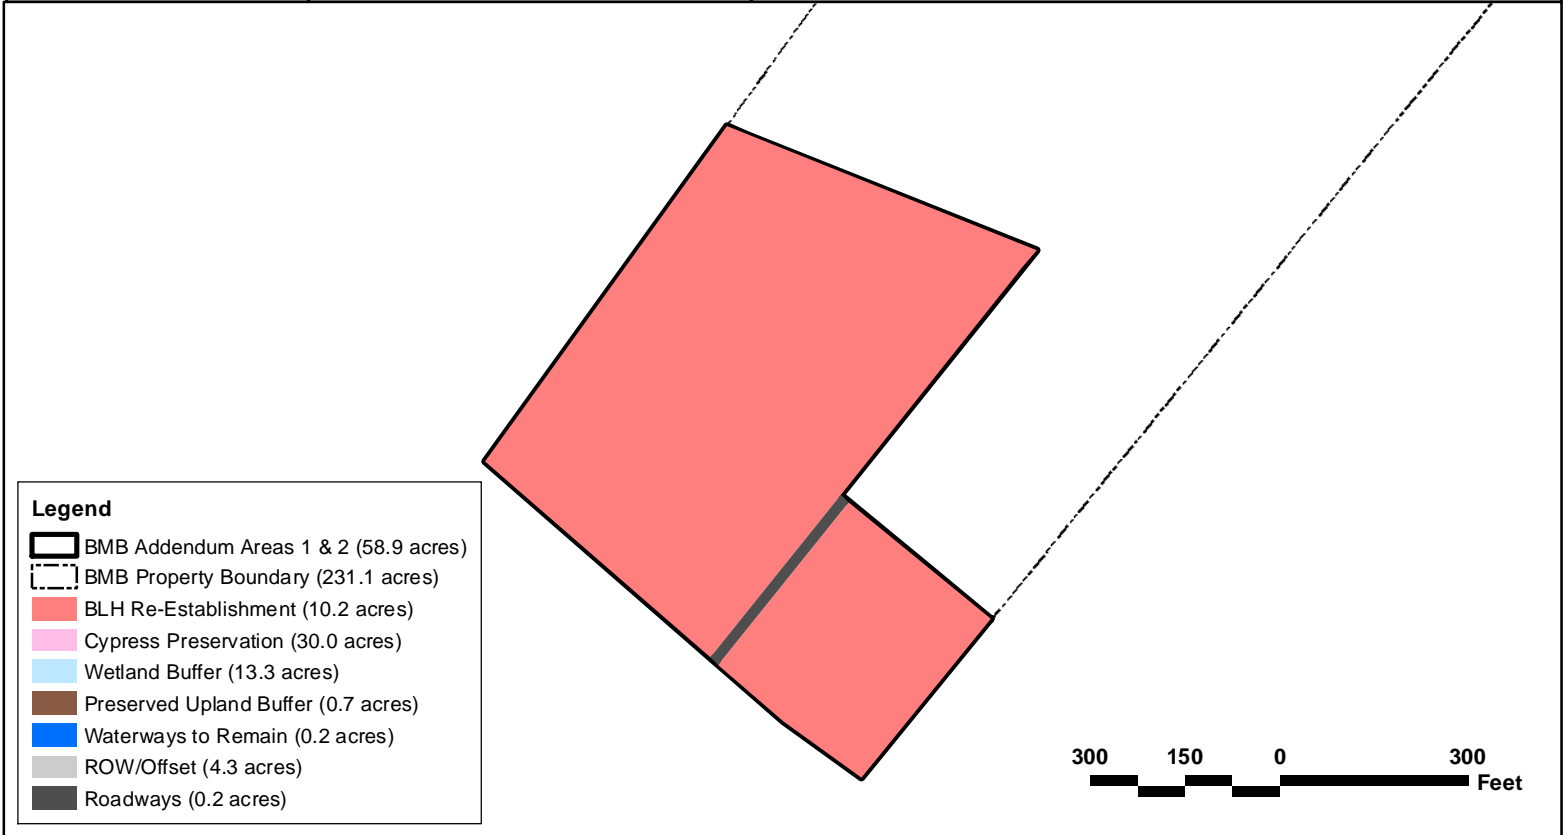 Legend
BMB Addendum Areas 1 & 2 (58.9 acres)
BMB Property Boundary (231.1 acres)
BLH Re-Establishment (10.2 acres)
Cypress Preservation (30.0 acres)
Wetland Buffer (13.3 acres)
Preserved Upland Buffer (0.7 acres)
Waterways to Remain (0.2 acres)
ROW/Offset (4.3 acres)
Roadways (0.2 acres)
300 150 0 300
Feet